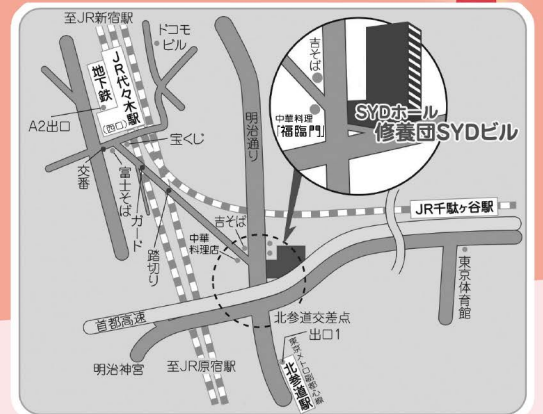 至JR新宿駅
ドコモ
ビル
地下鉄
JR代々木駅
(西口)
A2出口
宝くじ
交番
富士そば
ガード
踏切り
明治通り
吉そば
中華料理
「福臨門」
SYDホール
修養団SYDビル
JR千駄ヶ谷駅
吉そば
中華
料理店
東京体育館
首都高速
北参道交差点
出口1
明治神宮
至JR原宿駅
東京メトロ副都心線
北参道駅